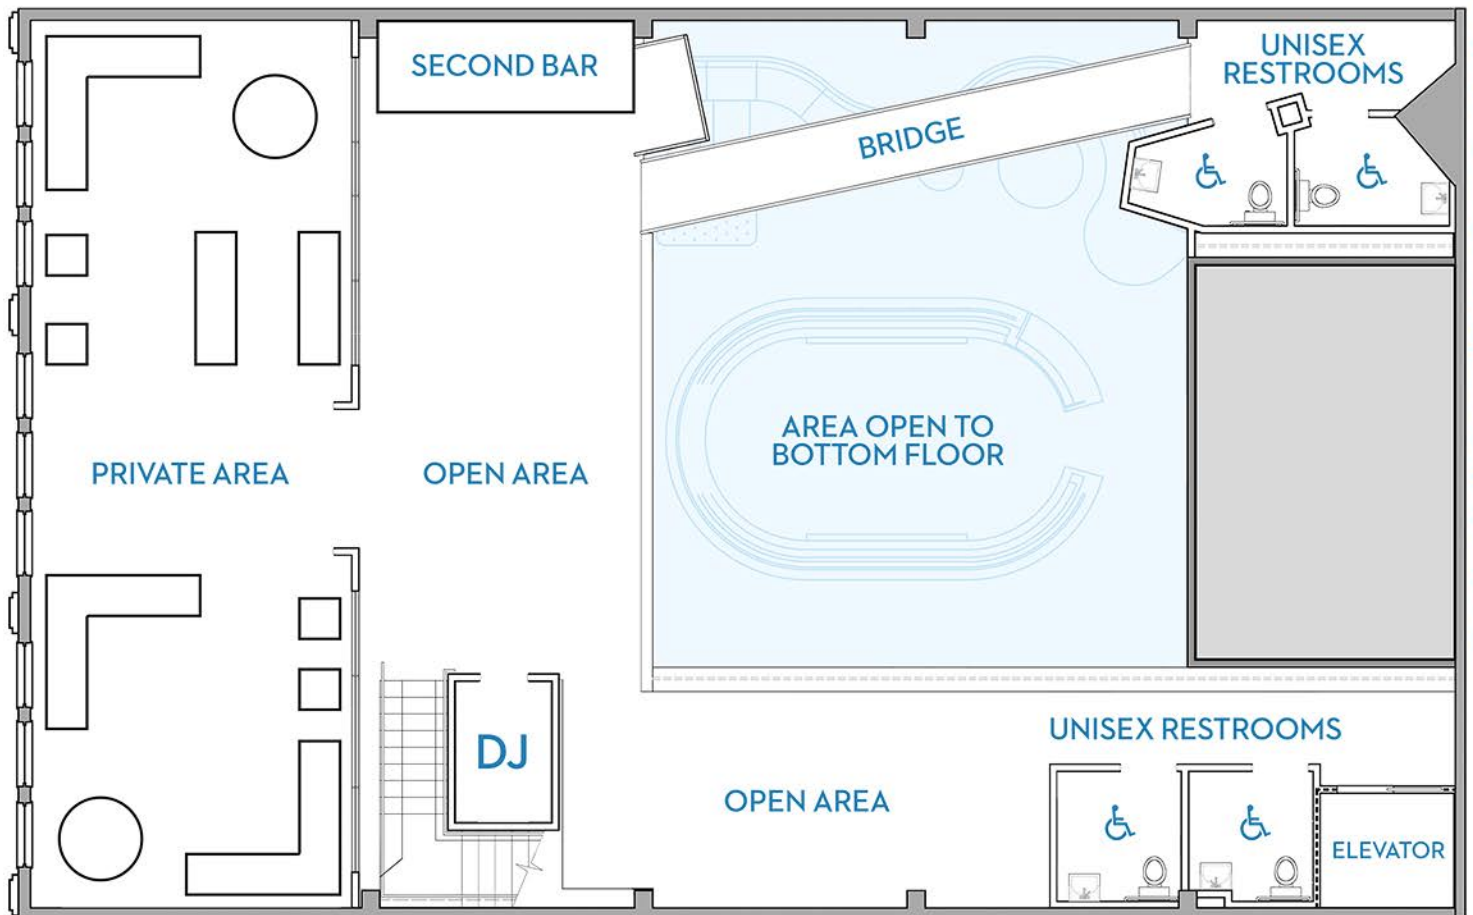 SECOND BAR
UNISEX
RESTROOMS
BRIDGE
AREA OPEN TO
BOTTOM FLOOR
PRIVATE AREA
OPEN AREA
UNISEX RESTROOMS
DJ
OPEN AREA
ELEVATOR